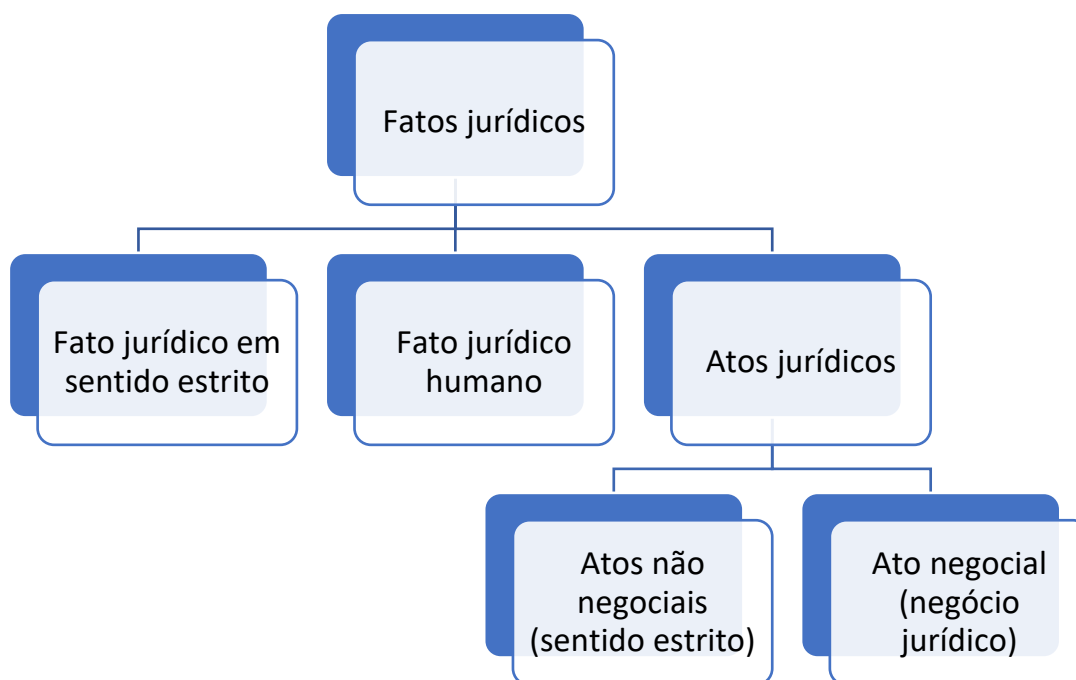 Fatos jurídicos
Fato jurídico em
sentido estrito
Fato jurídico
humano
Atos jurídicos
Atos não
negociais
(sentido estrito)
Ato negocial
(negócio
jurídico)